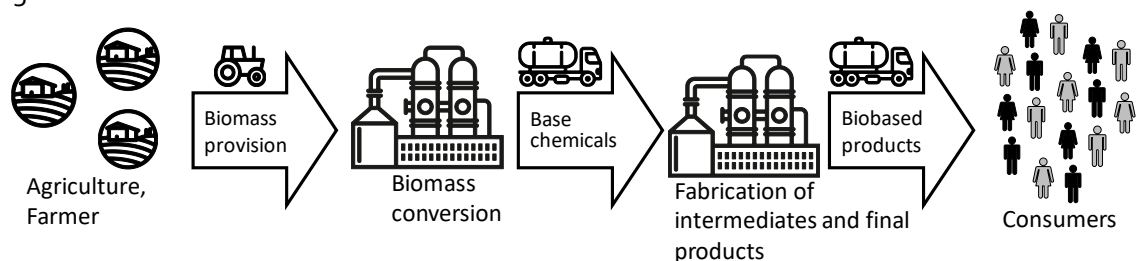 Agriculture,
Farmer
Biomass
provision
Biomass
conversion
Base
chemicals
Fabrication of
intermediates and final
products
Biobased
products
Consumers